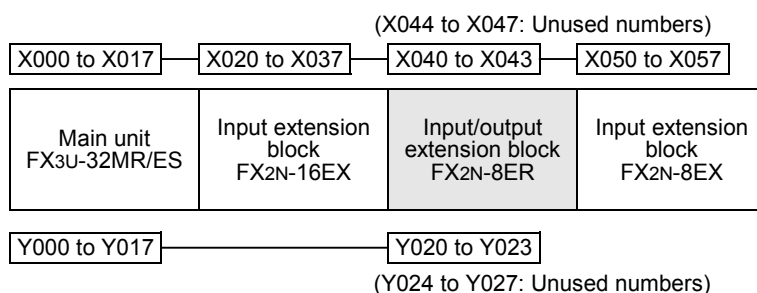 (X044 to X047: Unused numbers)
X000 to X017 X020 to X037 X040 to X043 X050 to X057
Main unit
FX3U-32MR/ES
Input extension
block
FX2N-16EX
Input/output
extension block
FX2N-8ER
Input extension
block
FX2N-8EX
Y000 to Y017 Y020 to Y023
(Y024 to Y027: Unused numbers)